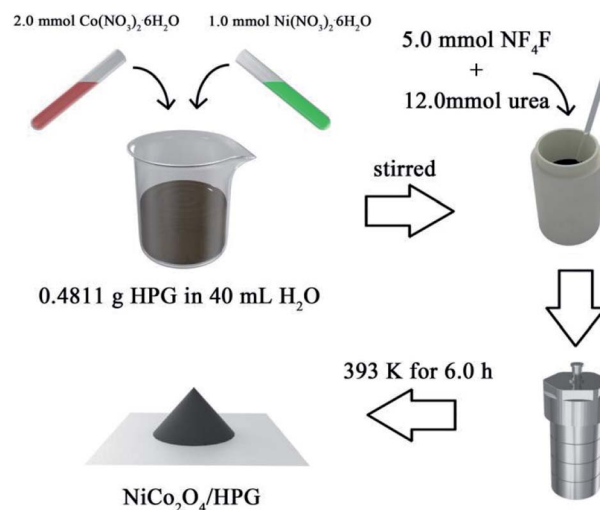 2.0 mmol Co(NO₃)₂·6H₂O
1.0 mmol Ni(NO₃)₂·6H₂O
5.0 mmol NF₄F
+
12.0mmol urea
stirred
0.4811 g HPG in 40 mL H₂O
393 K for 6.0 h
NiCo₂O₄/HPG